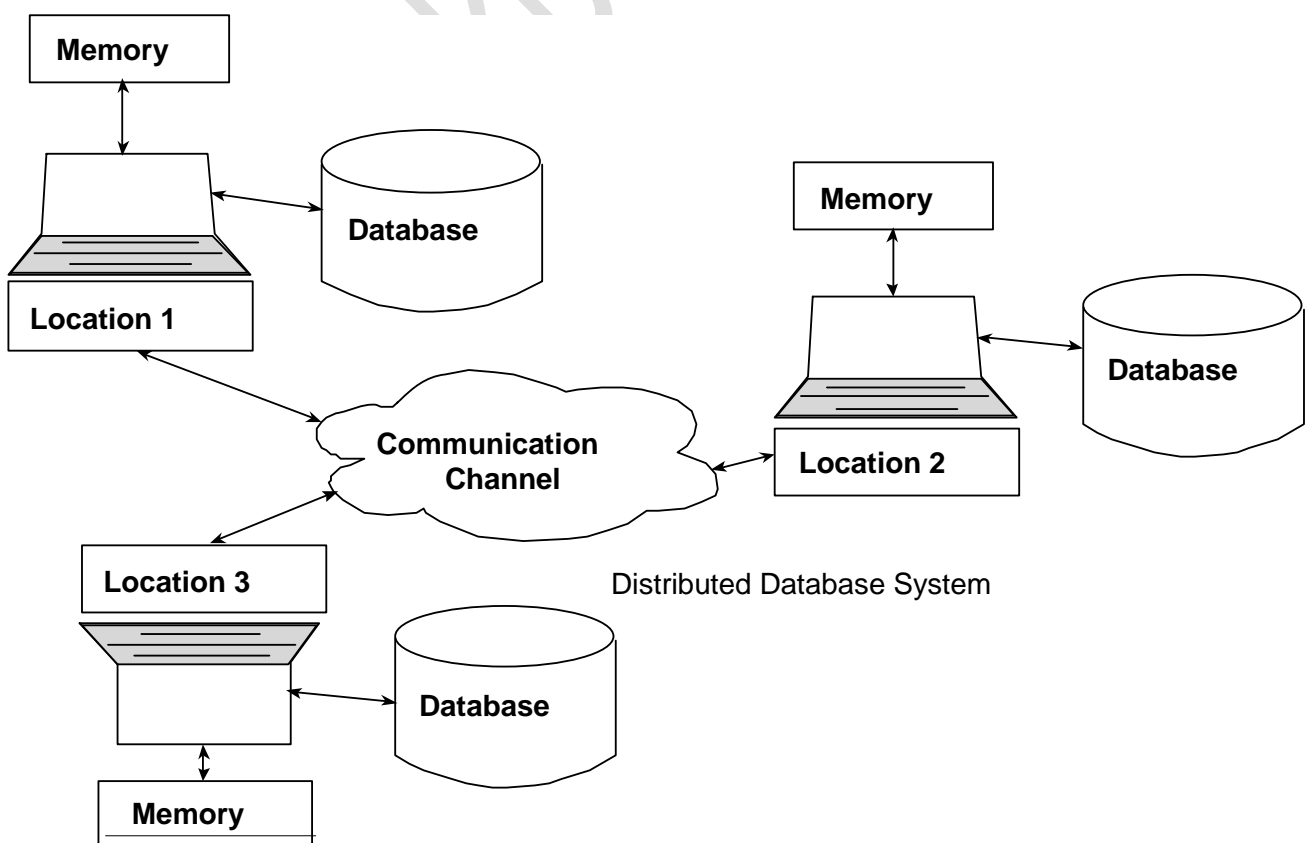 Memory
Database
Location 1
Memory
Database
Location 2
Communication
Channel
Location 3
Distributed Database System
Database
Memory